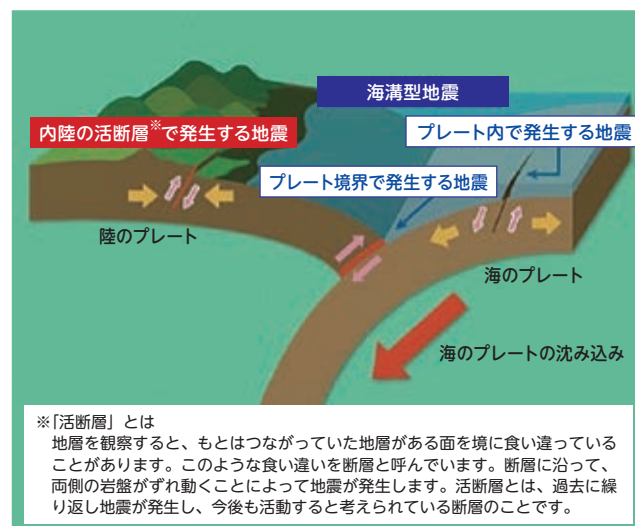 海溝型地震
内陸の活断層※で発生する地震
プレート内で発生する地震
プレート境界で発生する地震
陸のプレート
海のプレート
海のプレートの沈み込み
※「活断層」とは
地層を観察すると、もとはつながっていた地層がある面を境に食い違っている
ことがあります。このような食い違いを断層と呼んでいます。断層に沿って、
両側の岩盤がずれ動くことによって地震が発生します。活断層とは、過去に繰
り返し地震が発生し、今後も活動すると考えられている断層のことです。